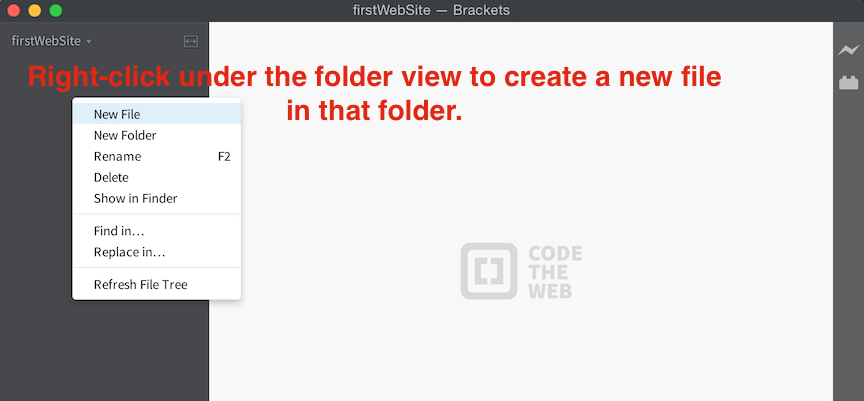 firstWebSite — Brackets
firstWebSite
Right-click under the folder view to create a new file
in that folder.
New File
New Folder
Rename F2
Delete
Show in Finder
Find in…
Replace in…
Refresh File Tree
CODE
THE
WEB